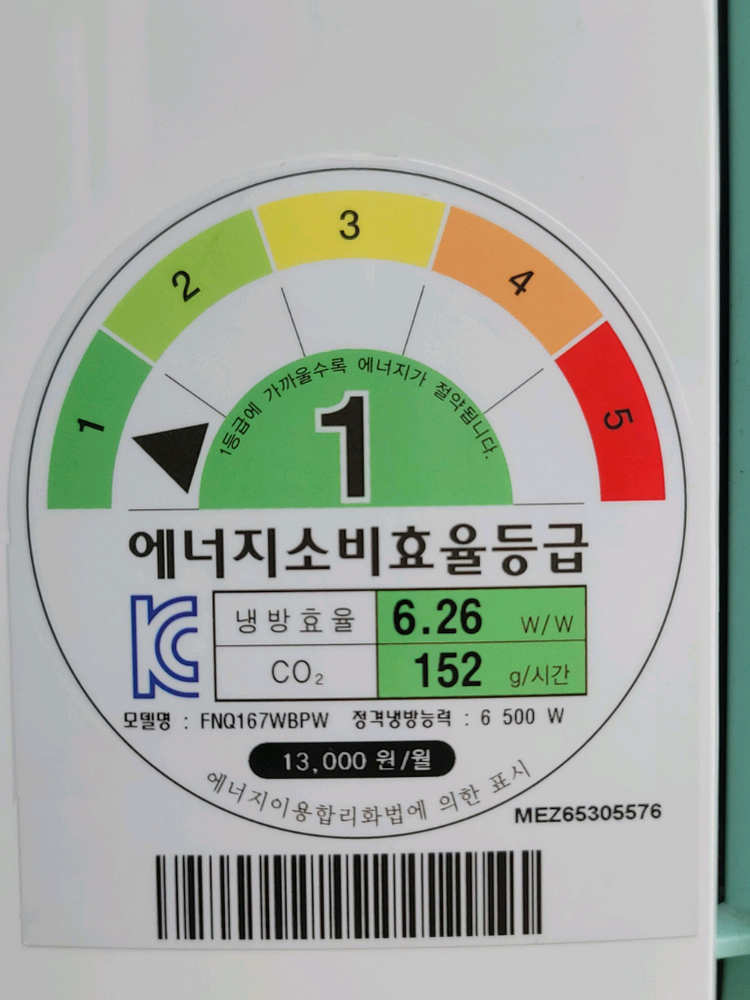 1
2
3
4
5
1등급에 가까울수록 에너지가 절약됩니다.
1
에너지소비효율등급
냉방효율 6.26 W/W
CO₂ 152 g/시간
모델명 : FNQ167WBPW 정격냉방능력 : 6 500 W
13,000 원/월
에너지이용합리화법에 의한 표시
MEZ65305576